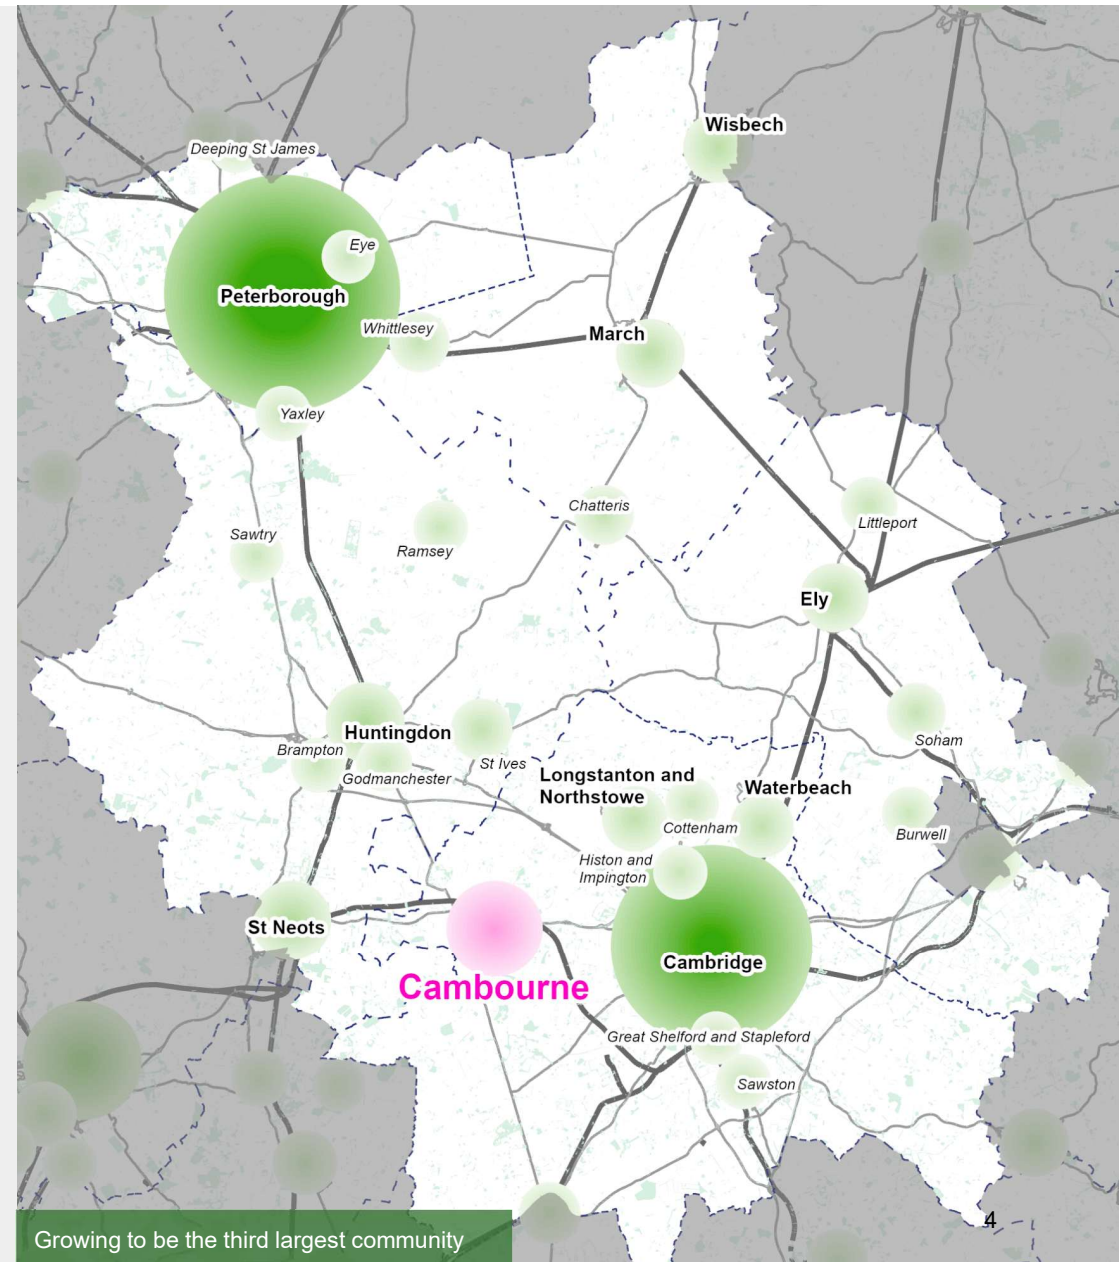 Wisbech
Deeping St James
Eye
Peterborough
Whittlesey
March
Yaxley
Chatteris
Littleport
Sawtry
Ramsey
Ely
Huntingdon
Brampton
Godmanchester
St Ives
Soham
Longstanton and
Northstowe
Waterbeach
Cottenham
Burwell
Histon and
Impington
St Neots
Cambridge
Cambourne
Great Shelford and Stapleford
Sawston
4
Growing to be the third largest community